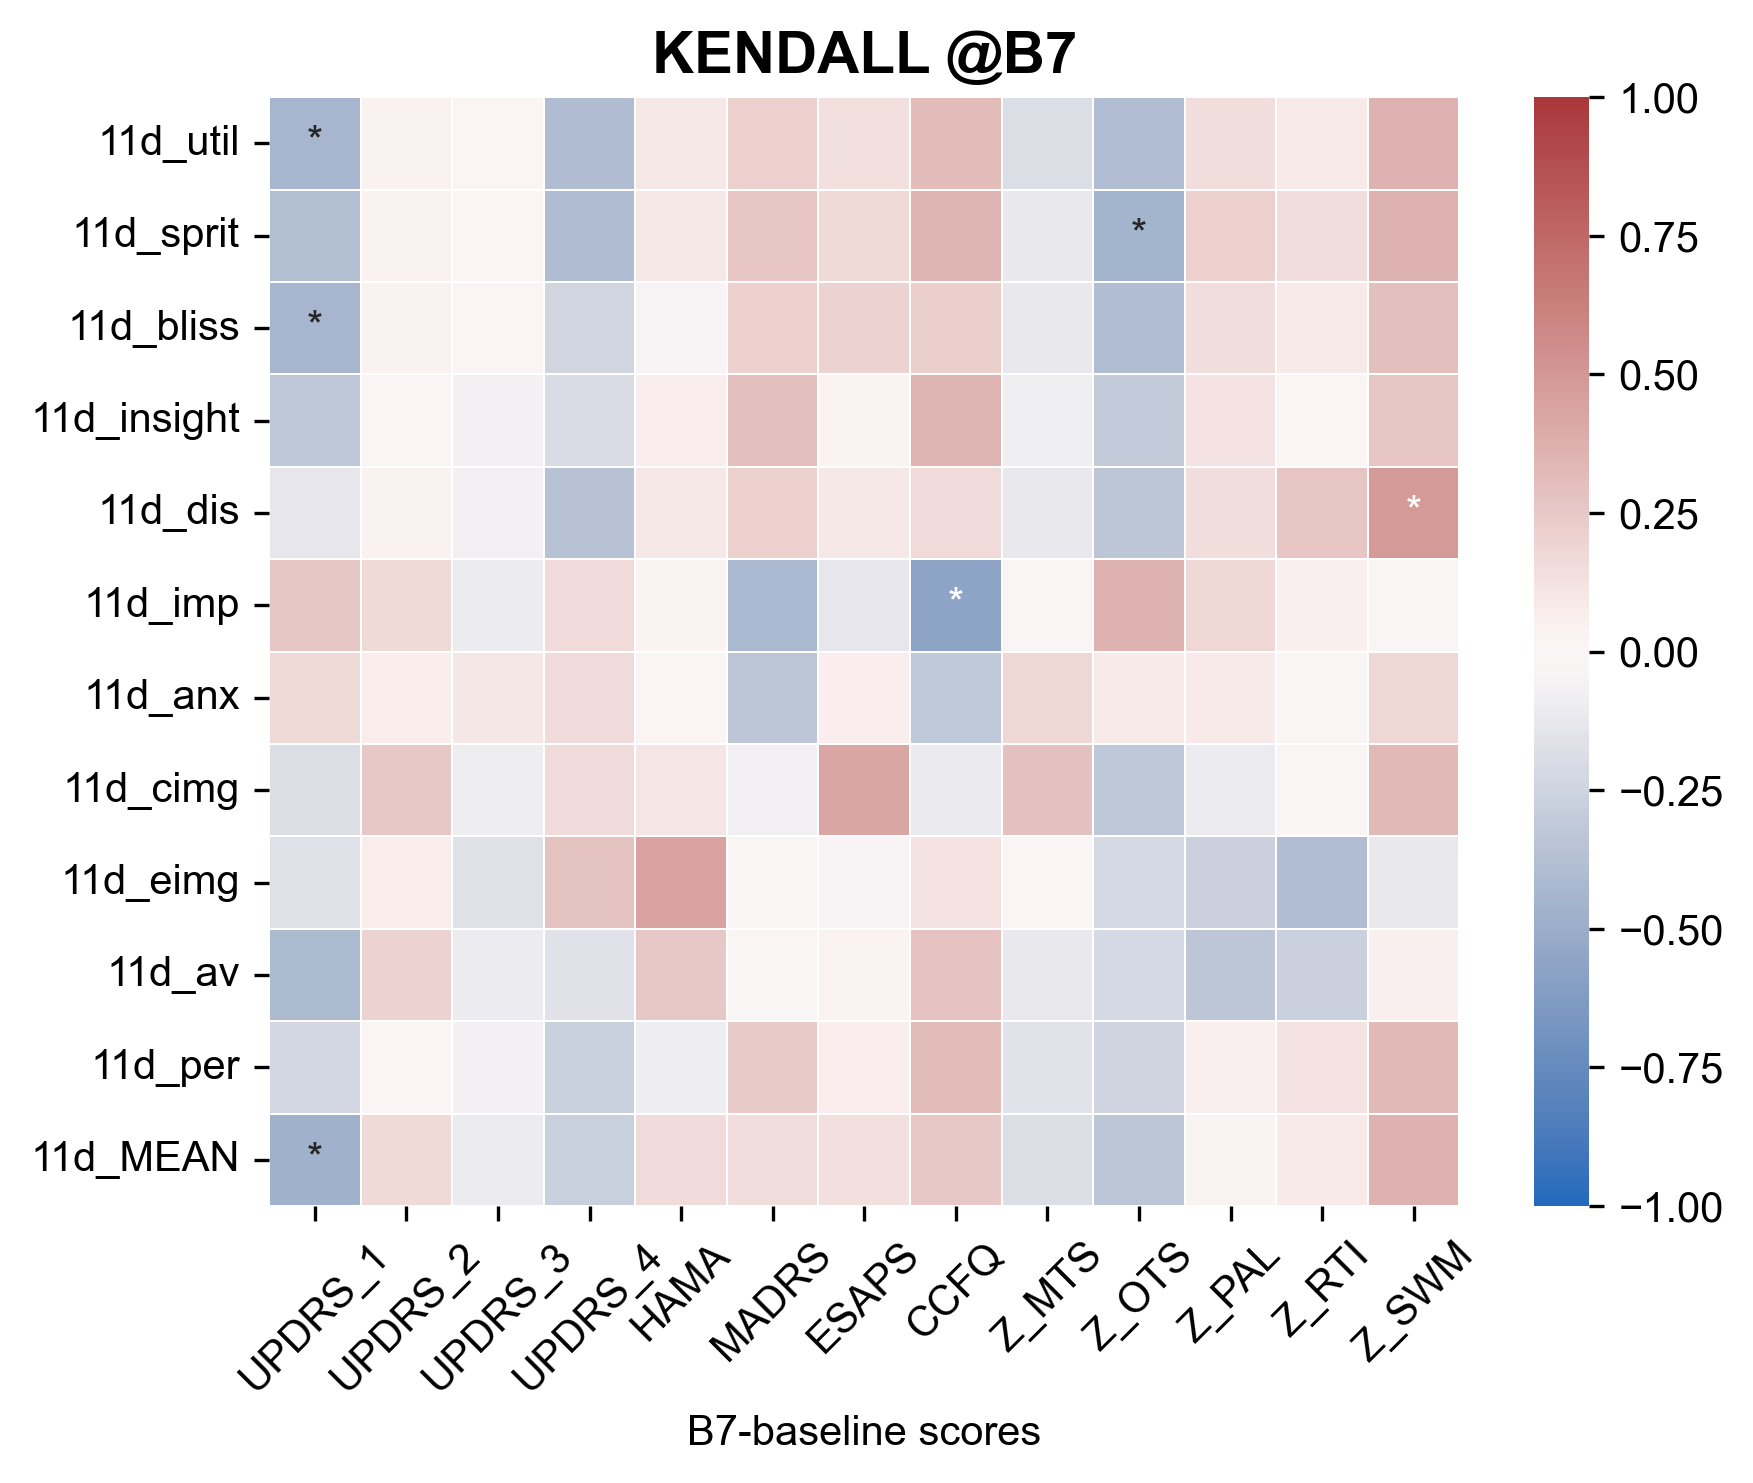 KENDALL @B7
11d_util
11d_sprit
11d_bliss
11d_insight
11d_dis
11d_imp
11d_anx
11d_cimg
11d_eimg
11d_av
11d_per
11d_MEAN
*
*
*
*
*
*
UPDRS_1
UPDRS_2
UPDRS_3
UPDRS_4
HAMA
MADRS
ESAPS
CCFQ
Z_MTS
Z_OTS
Z_PAL
Z_RTI
Z_SWM
B7-baseline scores
1.00
0.75
0.50
0.25
0.00
−0.25
−0.50
−0.75
−1.00